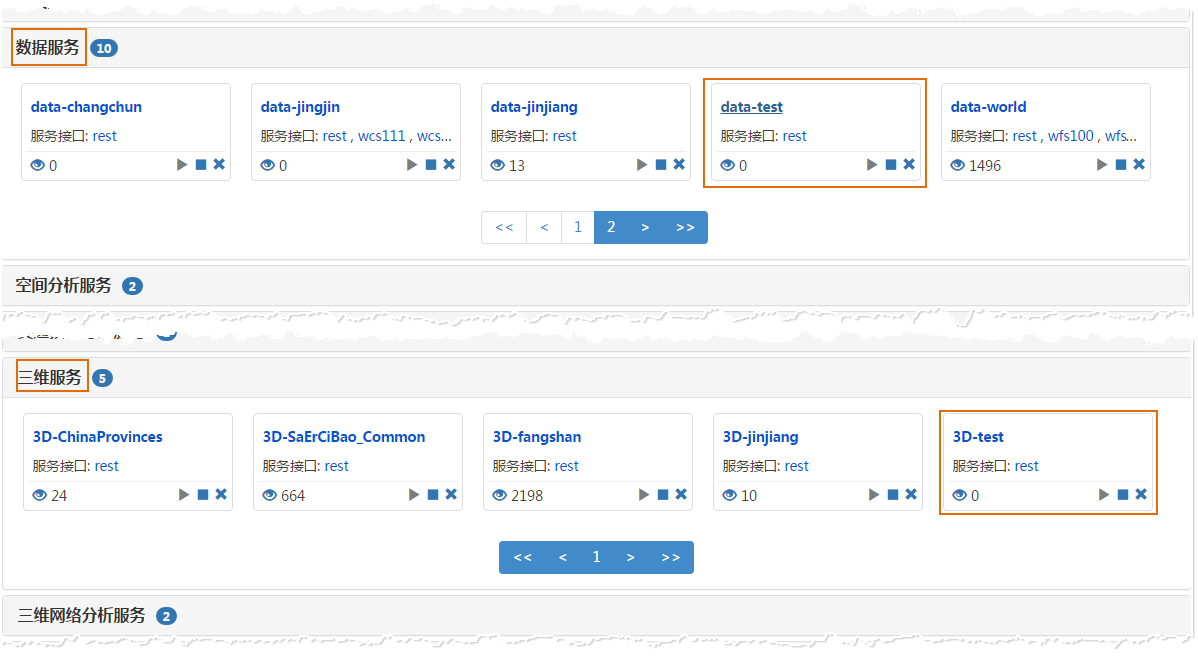 数据服务 10
data-changchun
服务接口: rest
0
data-jingjin
服务接口: rest , wcs111 , wcs...
0
data-jinjiang
服务接口: rest
13
data-test
服务接口: rest
0
data-world
服务接口: rest , wfs100 , wfs...
1496
<< < 1 2 > >>
空间分析服务 2
三维服务 5
3D-ChinaProvinces
服务接口: rest
24
3D-SaErCiBao_Common
服务接口: rest
664
3D-fangshan
服务接口: rest
2198
3D-jinjiang
服务接口: rest
10
3D-test
服务接口: rest
0
<< < 1 > >>
三维网络分析服务 2